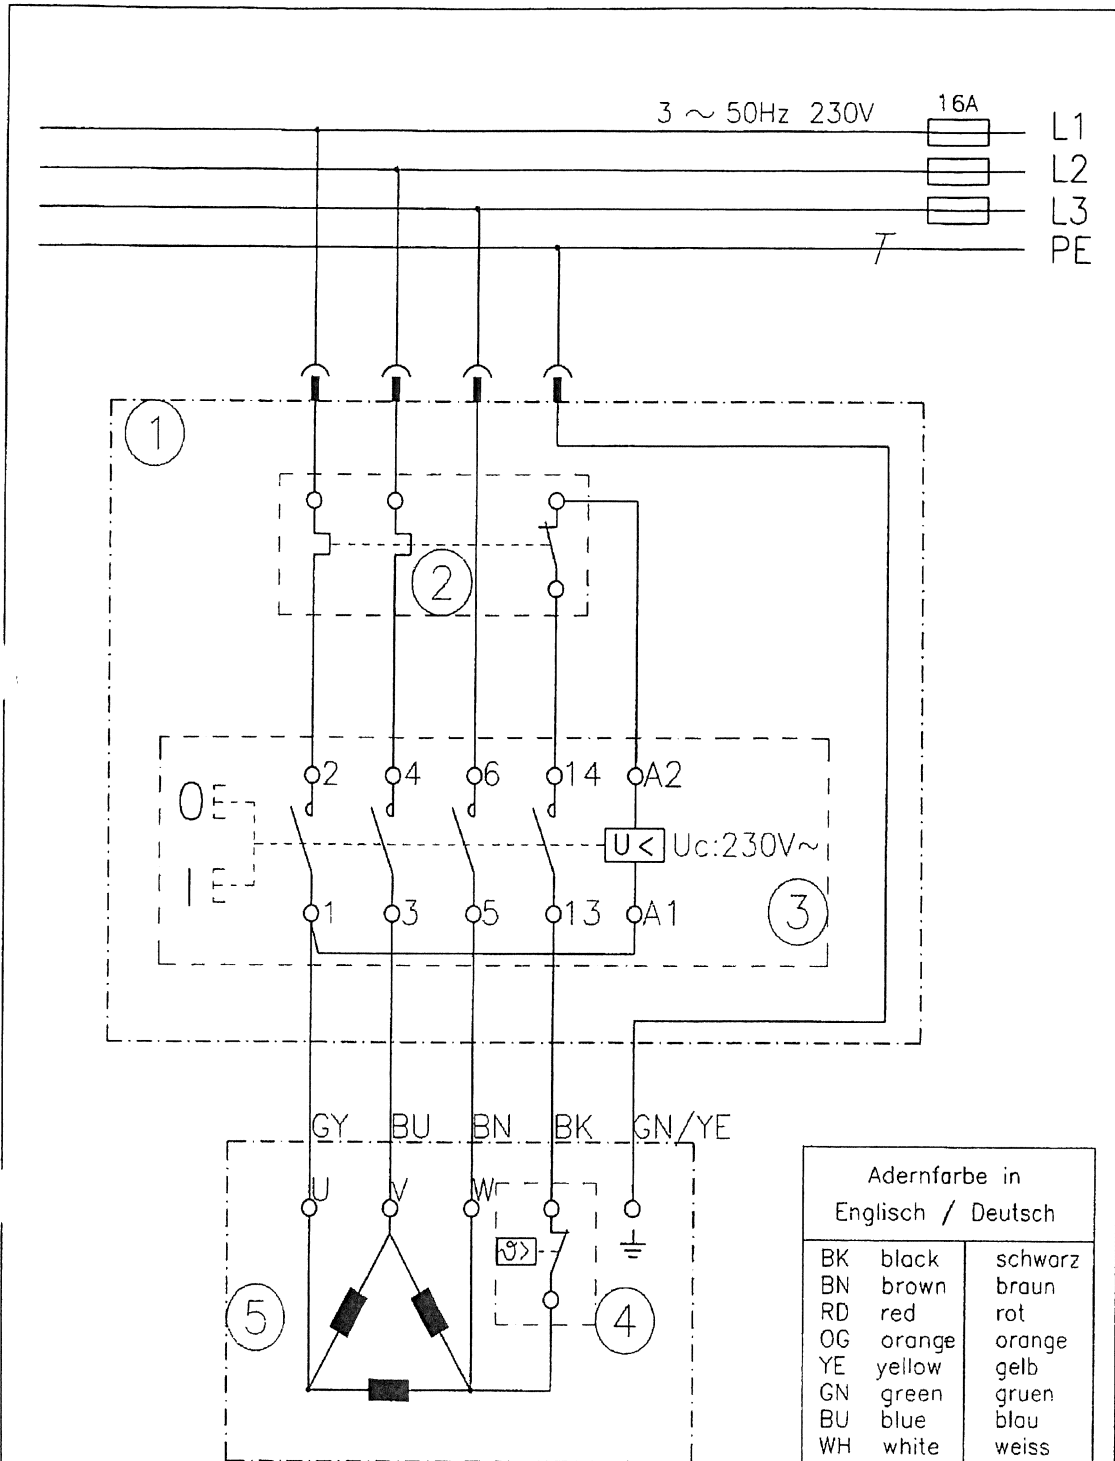 3 ~ 50Hz 230V 16A L1
L2
L3
PE
1
2
2 4 6 14 A2
0
U< Uc:230V~
I
1 3 5 13 A1
3
GY BU BN BK GN/YE
U V W
ϑ>
5
4
Adernfarbe in
Englisch / Deutsch
BK black schwarz
BN brown braun
RD red rot
OG orange orange
YE yellow gelb
GN green gruen
BU blue blau
WH white weiss